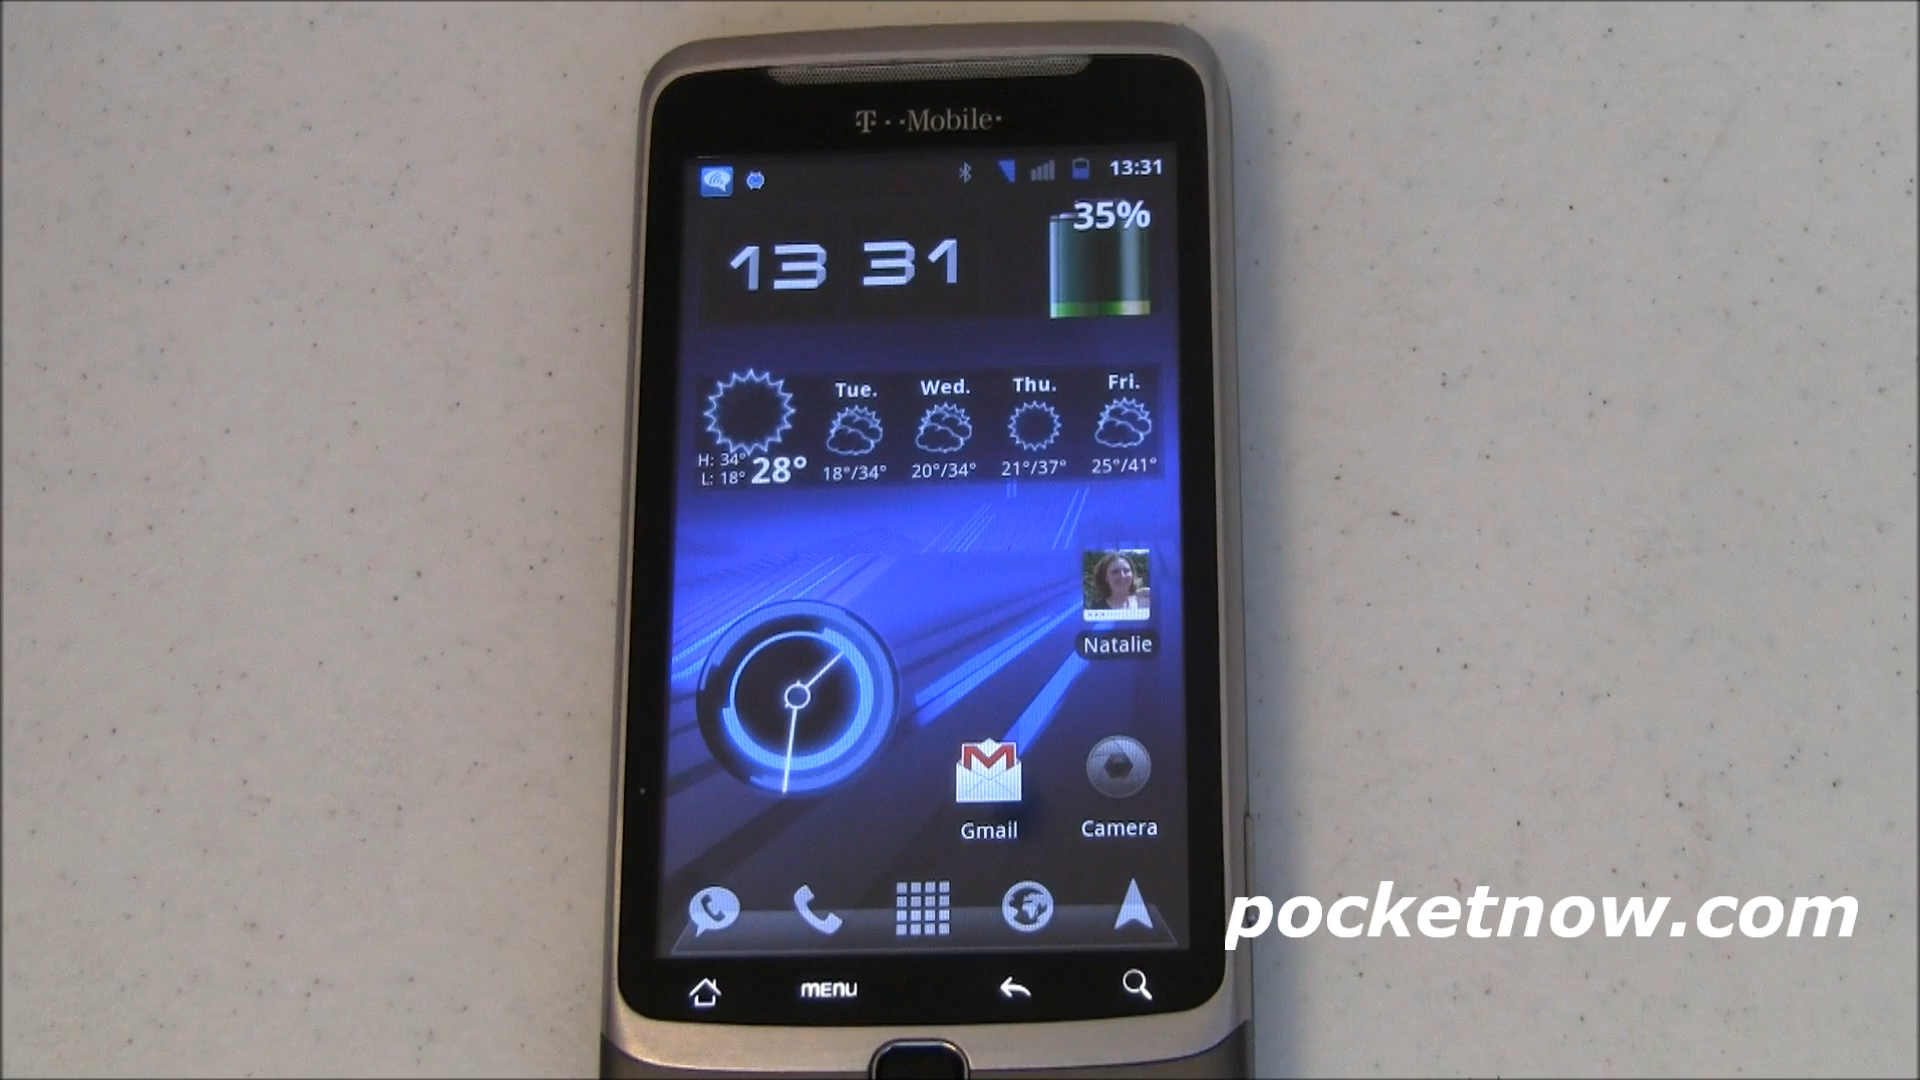 T··Mobile·
13:31
35%
13 31
Tue. Wed. Thu. Fri.
H: 34°
L: 18° 28° 18°/34° 20°/34° 21°/37° 25°/41°
Natalie
Gmail Camera
pocketnow.com
MENU